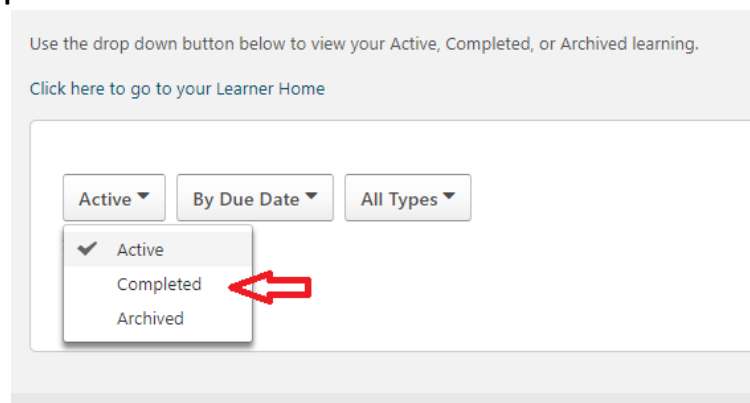 Use the drop down button below to view your Active, Completed, or Archived learning.
Click here to go to your Learner Home
Active By Due Date All Types
Active
Completed
Archived